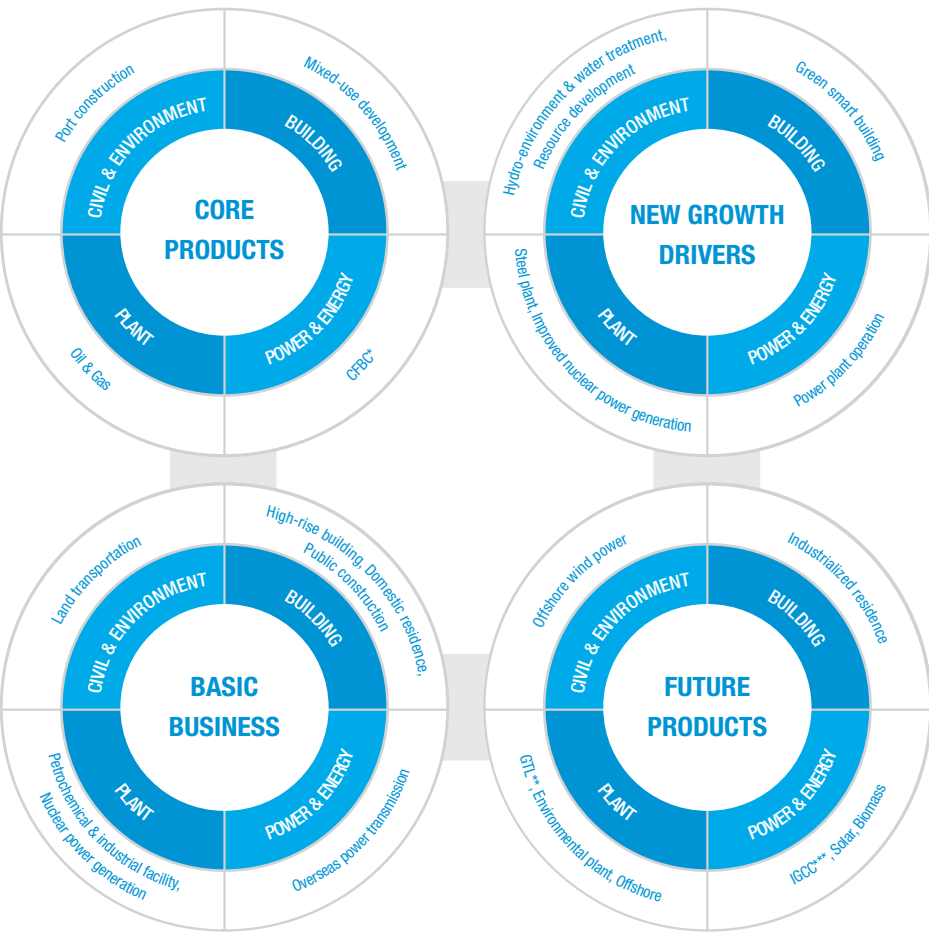 Port construction
Mixed-use development
CIVIL & ENVIRONMENT
BUILDING
CORE
PRODUCTS
PLANT
POWER & ENERGY
Oil & Gas
CFBC*
Hydro-environment & water treatment,
Resource development
Green smart building
CIVIL & ENVIRONMENT
BUILDING
NEW GROWTH
DRIVERS
PLANT
POWER & ENERGY
Steel plant, Improved nuclear power generation
Power plant operation
Land transportation
High-rise building, Domestic residence,
Public construction
CIVIL & ENVIRONMENT
BUILDING
BASIC
BUSINESS
PLANT
POWER & ENERGY
Petrochemical & industrial facility,
Nuclear power generation
Overseas power transmission
Offshore wind power
Industrialized residence
CIVIL & ENVIRONMENT
BUILDING
FUTURE
PRODUCTS
PLANT
POWER & ENERGY
GTL**, Environmental plant, Offshore
IGCC***, Solar, Biomass